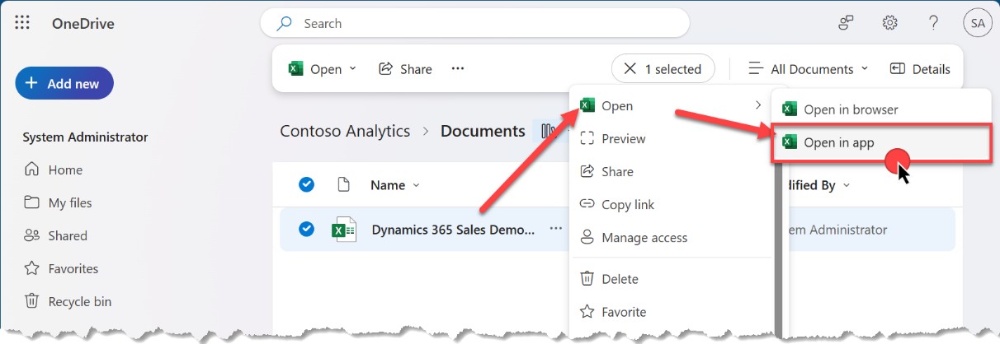 OneDrive
Search
SA
Add new
Open
Share
1 selected
All Documents
Details
System Administrator
Home
My files
Shared
Favorites
Recycle bin
Contoso Analytics > Documents
Name
dified By
Dynamics 365 Sales Demo...
em Administrator
Open
Preview
Share
Copy link
Manage access
Delete
Favorite
Open in browser
Open in app